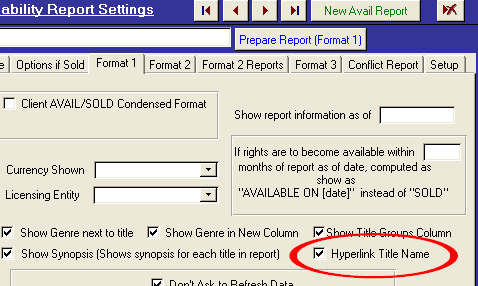 ability Report Settings
New Avail Report
Prepare Report (Format 1)
e Options if Sold Format 1 Format 2 Format 2 Reports Format 3 Conflict Report Setup
Client AVAIL/SOLD Condensed Format
Show report information as of
If rights are to become available within
months of report as of date, computed as
show as
"AVAILABLE ON [date]" instead of "SOLD"
Currency Shown
Licensing Entity
Show Genre next to title Show Genre in New Column Show Title Groups Column
Show Synopsis (Shows synopsis for each title in report) Hyperlink Title Name
Don't Ask to Refresh Data